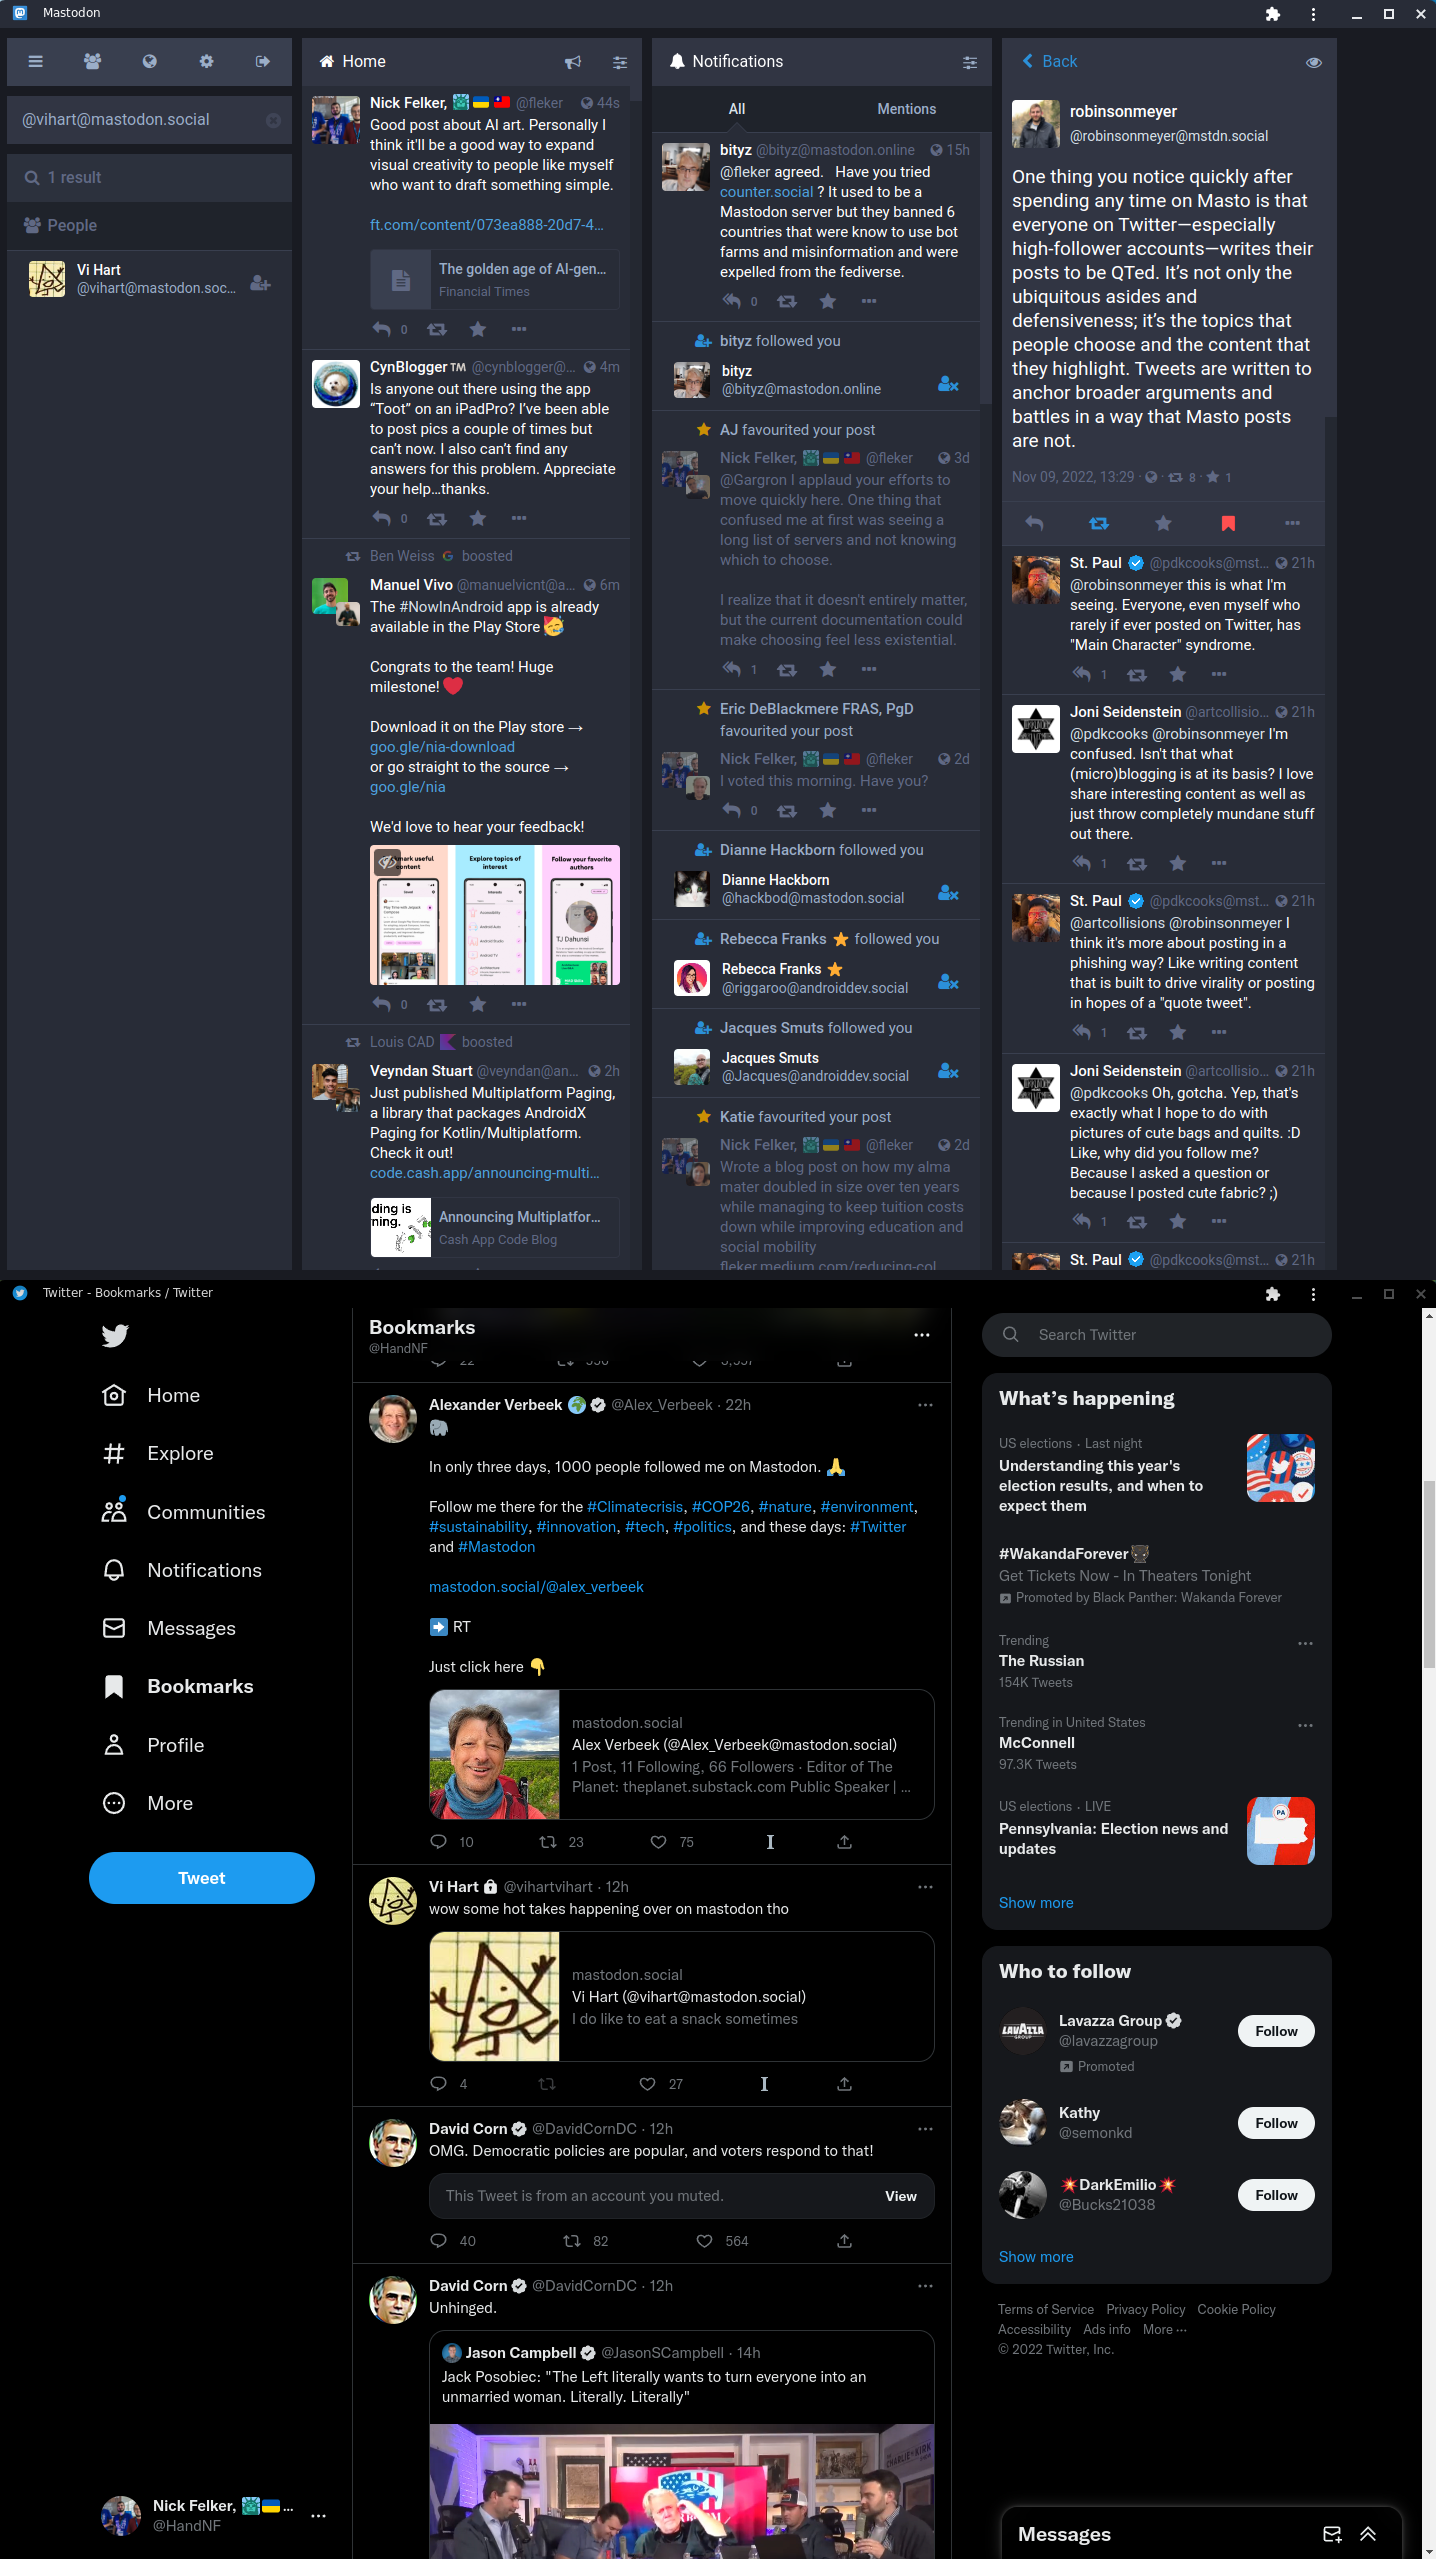 Mastodon
@vihart@mastodon.social
1 result
People
Vi Hart
@vihart@mastodon.soc...
Home
Nick Felker, @fleker 44s
Good post about AI art. Personally I
think it'll be a good way to expand
visual creativity to people like myself
who want to draft something simple.
ft.com/content/073ea888-20d7-4...
The golden age of AI-gen...
Financial Times
0
CynBlogger™ @cynblogger@... 4m
Is anyone out there using the app
“Toot” on an iPadPro? I’ve been able
to post pics a couple of times but
can’t now. I also can’t find any
answers for this problem. Appreciate
your help…thanks.
0
Ben Weiss boosted
Manuel Vivo @manuelvicnt@a... 6m
The #NowInAndroid app is already
available in the Play Store
Congrats to the team! Huge
milestone!
Download it on the Play store →
goo.gle/nia-download
or go straight to the source →
goo.gle/nia
We'd love to hear your feedback!
mark useful
content
Explore topics of
interest
Follow your favorite
authors
TJ Dahunsi
0
Louis CAD boosted
Veyndan Stuart @veyndan@an... 2h
Just published Multiplatform Paging,
a library that packages AndroidX
Paging for Kotlin/Multiplatform.
Check it out!
code.cash.app/announcing-multi...
ding is
ning.
Announcing Multiplatfor...
Cash App Code Blog
Notifications
All Mentions
bityz @bityz@mastodon.online 15h
@fleker agreed. Have you tried
counter.social ? It used to be a
Mastodon server but they banned 6
countries that were know to use bot
farms and misinformation and were
expelled from the fediverse.
0
bityz followed you
bityz
@bityz@mastodon.online
AJ favourited your post
Nick Felker, @fleker 3d
@Gargron I applaud your efforts to
move quickly here. One thing that
confused me at first was seeing a
long list of servers and not knowing
which to choose.
I realize that it doesn't entirely matter,
but the current documentation could
make choosing feel less existential.
1
Eric DeBlackmere FRAS, PgD
favourited your post
Nick Felker, @fleker 2d
I voted this morning. Have you?
0
Dianne Hackborn followed you
Dianne Hackborn
@hackbod@mastodon.social
Rebecca Franks followed you
Rebecca Franks
@riggaroo@androiddev.social
Jacques Smuts followed you
Jacques Smuts
@Jacques@androiddev.social
Katie favourited your post
Nick Felker, @fleker 2d
Wrote a blog post on how my alma
mater doubled in size over ten years
while managing to keep tuition costs
down while improving education and
social mobility
fleker.medium.com/reducing-col
Back
robinsonmeyer
@robinsonmeyer@mstdn.social
One thing you notice quickly after
spending any time on Masto is that
everyone on Twitter—especially
high-follower accounts—writes their
posts to be QTed. It’s not only the
ubiquitous asides and
defensiveness; it’s the topics that
people choose and the content that
they highlight. Tweets are written to
anchor broader arguments and
battles in a way that Masto posts
are not.
Nov 09, 2022, 13:29 · · 8 · 1
St. Paul @pdkcooks@mst... 21h
@robinsonmeyer this is what I'm
seeing. Everyone, even myself who
rarely if ever posted on Twitter, has
"Main Character" syndrome.
1
Joni Seidenstein @artcollisio... 21h
@pdkcooks @robinsonmeyer I'm
confused. Isn't that what
(micro)blogging is at its basis? I love
share interesting content as well as
just throw completely mundane stuff
out there.
1
St. Paul @pdkcooks@mst... 21h
@artcollisions @robinsonmeyer I
think it's more about posting in a
phishing way? Like writing content
that is built to drive virality or posting
in hopes of a "quote tweet".
1
Joni Seidenstein @artcollisio... 21h
@pdkcooks Oh, gotcha. Yep, that's
exactly what I hope to do with
pictures of cute bags and quilts. :D
Like, why did you follow me?
Because I asked a question or
because I posted cute fabric? ;)
1
St. Paul @pdkcooks@mst... 21h
Twitter - Bookmarks / Twitter
Home
Explore
Communities
Notifications
Messages
Bookmarks
Profile
More
Tweet
Nick Felker, ...
@HandNF
Bookmarks
@HandNF
Alexander Verbeek @Alex_Verbeek · 22h
In only three days, 1000 people followed me on Mastodon.
Follow me there for the #Climatecrisis, #COP26, #nature, #environment,
#sustainability, #innovation, #tech, #politics, and these days: #Twitter
and #Mastodon
mastodon.social/@alex_verbeek
RT
Just click here
mastodon.social
Alex Verbeek (@Alex_Verbeek@mastodon.social)
1 Post, 11 Following, 66 Followers · Editor of The
Planet: theplanet.substack.com Public Speaker | ...
10 23 75
Vi Hart @vihartvihart · 12h
wow some hot takes happening over on mastodon tho
mastodon.social
Vi Hart (@vihart@mastodon.social)
I do like to eat a snack sometimes
4 27
David Corn @DavidCornDC · 12h
OMG. Democratic policies are popular, and voters respond to that!
This Tweet is from an account you muted.
View
40 82 564
David Corn @DavidCornDC · 12h
Unhinged.
Jason Campbell @JasonSCampbell · 14h
Jack Posobiec: "The Left literally wants to turn everyone into an
unmarried woman. Literally. Literally"
Search Twitter
What’s happening
US elections · Last night
Understanding this year's
election results, and when to
expect them
#WakandaForever
Get Tickets Now - In Theaters Tonight
Promoted by Black Panther: Wakanda Forever
Trending
The Russian
154K Tweets
Trending in United States
McConnell
97.3K Tweets
US elections · LIVE
Pennsylvania: Election news and
updates
PA
Show more
Who to follow
LAVAZZA
GROUP
Lavazza Group
@lavazzagroup
Promoted
Follow
Kathy
@semonkd
Follow
DarkEmilio
@Bucks21038
Follow
Show more
Terms of Service Privacy Policy Cookie Policy
Accessibility Ads info More ···
© 2022 Twitter, Inc.
Messages